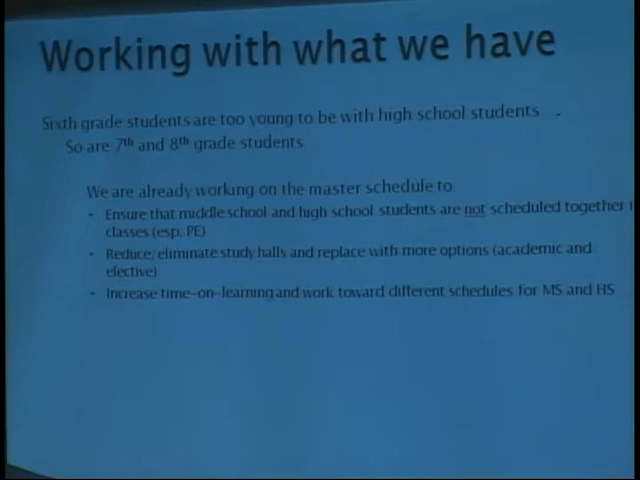 Working with what we have
Sixth grade students are too young to be with high school students .
So are 7th and 8th grade students
We are already working on the master schedule to
- Ensure that middle school and high school students are not scheduled together i
classes (esp. PE)
- Reduce/eliminate study halls and replace with more options (academic and
elective)
- Increase time-on-learning and work toward different schedules for MS and HS